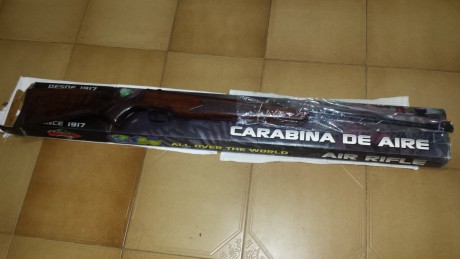 DESDE 1917
SINCE 1917
CARABINA DE AIRE
ALL OVER THE WORLD
AIR RIFLE